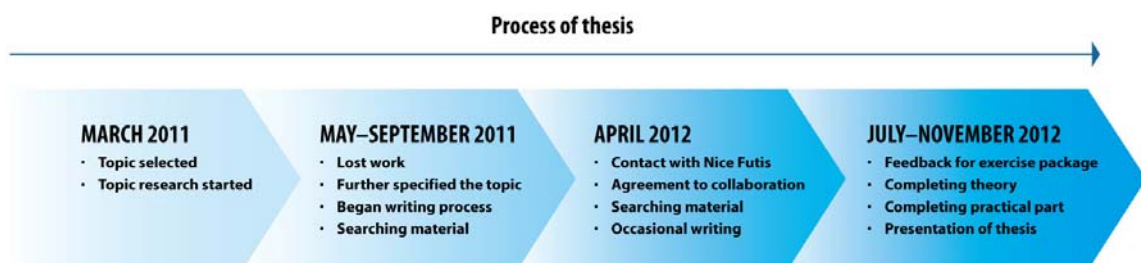 Process of thesis
MARCH 2011
· Topic selected
· Topic research started
MAY–SEPTEMBER 2011
· Lost work
· Further specified the topic
· Began writing process
· Searching material
APRIL 2012
· Contact with Nice Futis
· Agreement to collaboration
· Searching material
· Occasional writing
JULY–NOVEMBER 2012
· Feedback for exercise package
· Completing theory
· Completing practical part
· Presentation of thesis